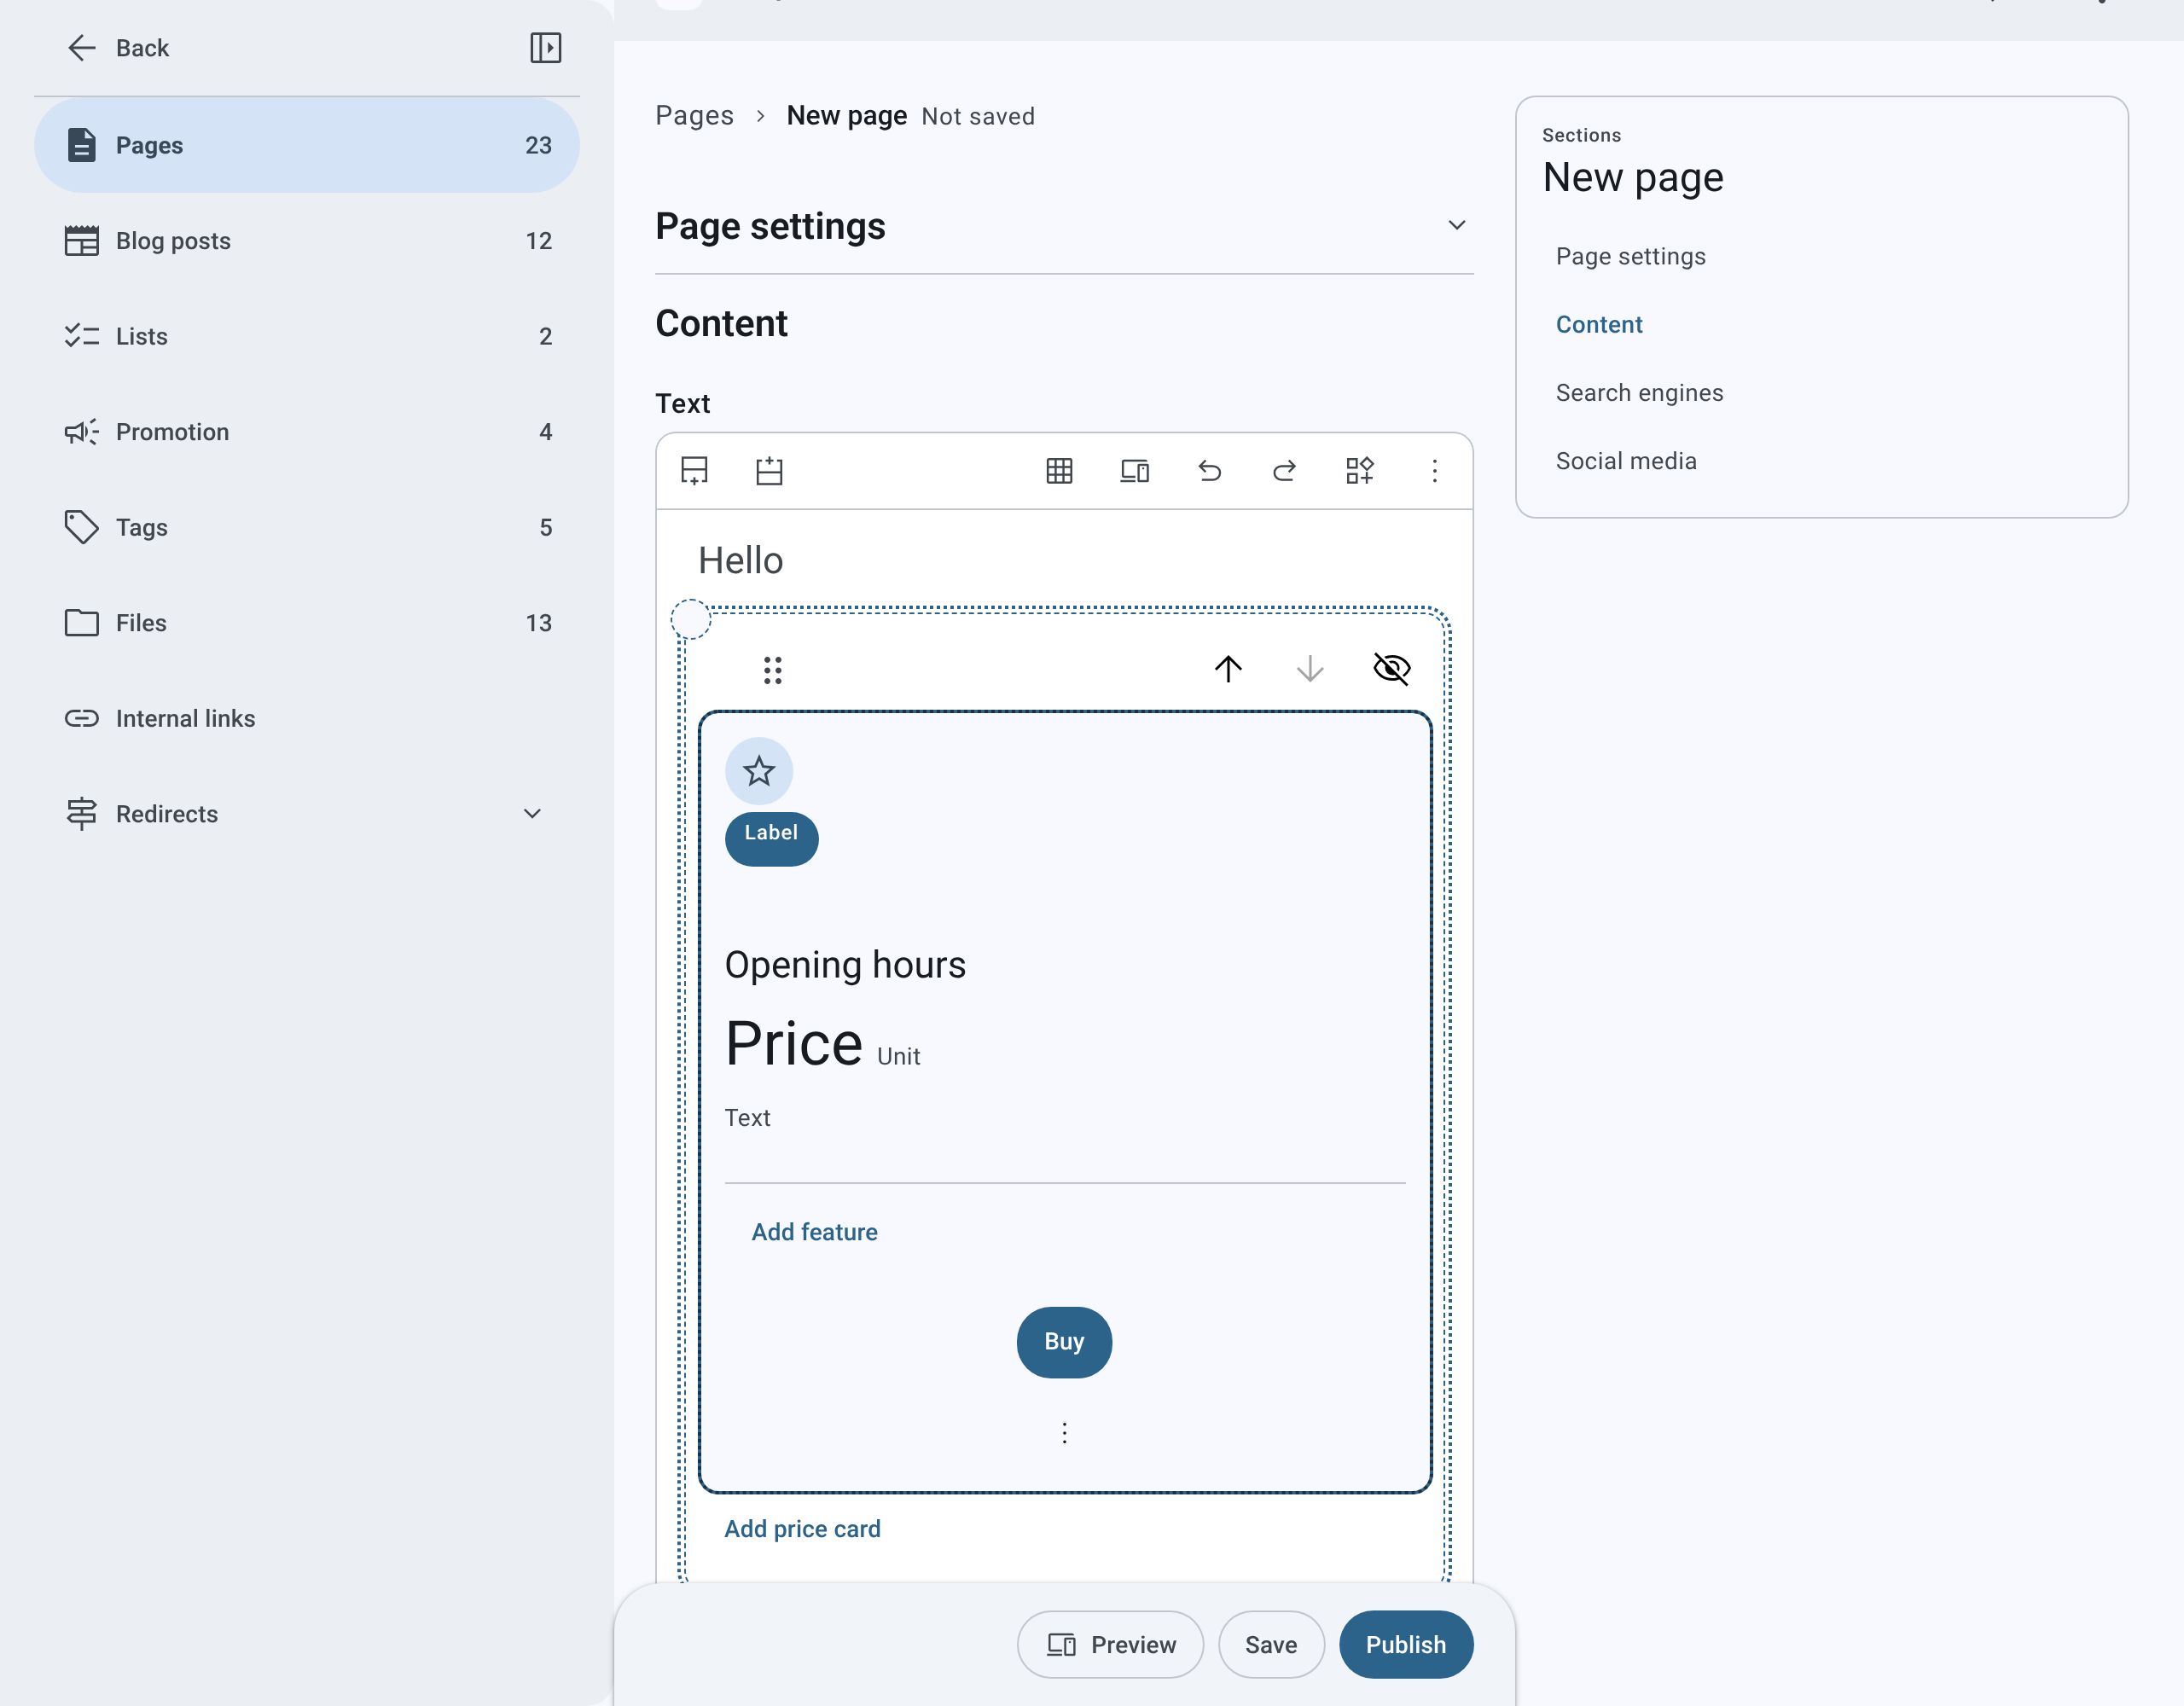 Back
Pages 23
Blog posts 12
Lists 2
Promotion 4
Tags 5
Files 13
Internal links
Redirects
Pages > New page Not saved
Page settings
Content
Text
Hello
Label
Opening hours
Price Unit
Text
Add feature
Buy
Add price card
Preview Save Publish
Sections
New page
Page settings
Content
Search engines
Social media